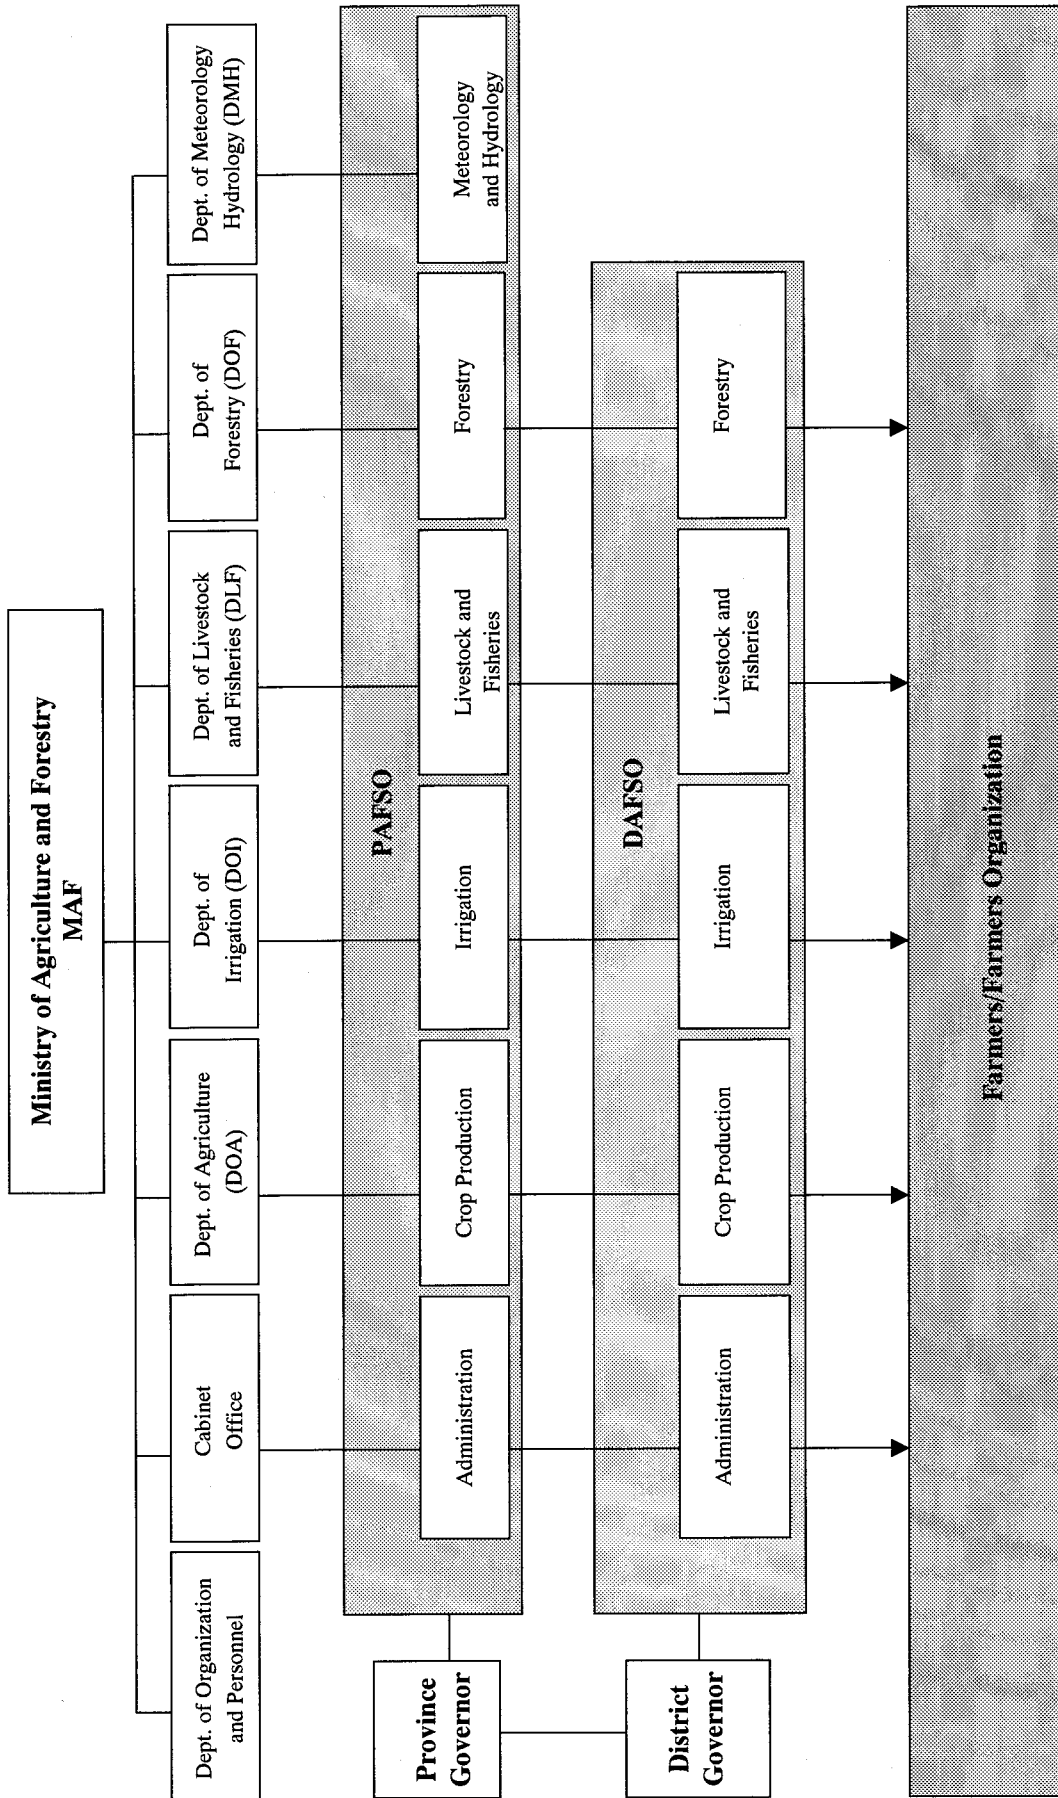 Ministry of Agriculture and Forestry
MAF
Dept. of Organization
and Personnel
Cabinet
Office
Dept. of Agriculture
(DOA)
Dept. of
Irrigation (DOI)
Dept. of Livestock
and Fisheries (DLF)
Dept. of
Forestry (DOF)
Dept. of Meteorology
Hydrology (DMH)
Province
Governor
PAFSO
Administration
Crop Production
Irrigation
Livestock and
Fisheries
Forestry
Meteorology
and Hydrology
District
Governor
DAFSO
Administration
Crop Production
Irrigation
Livestock and
Fisheries
Forestry
Farmers/Farmers Organization